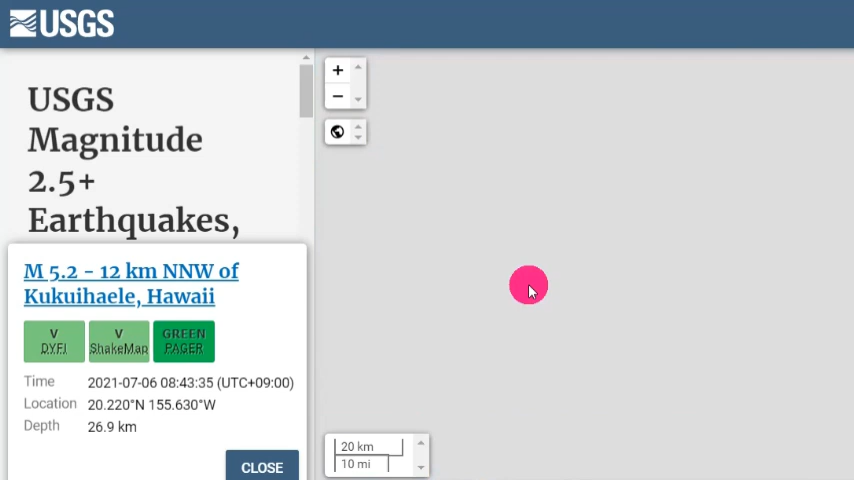 USGS
USGS
Magnitude
2.5+
Earthquakes,
M 5.2 - 12 km NNW of
Kukuihaele, Hawaii
V
DYFI
V
ShakeMap
GREEN
PAGER
Time 2021-07-06 08:43:35 (UTC+09:00)
Location 20.220°N 155.630°W
Depth 26.9 km
CLOSE
+
−
20 km
10 mi